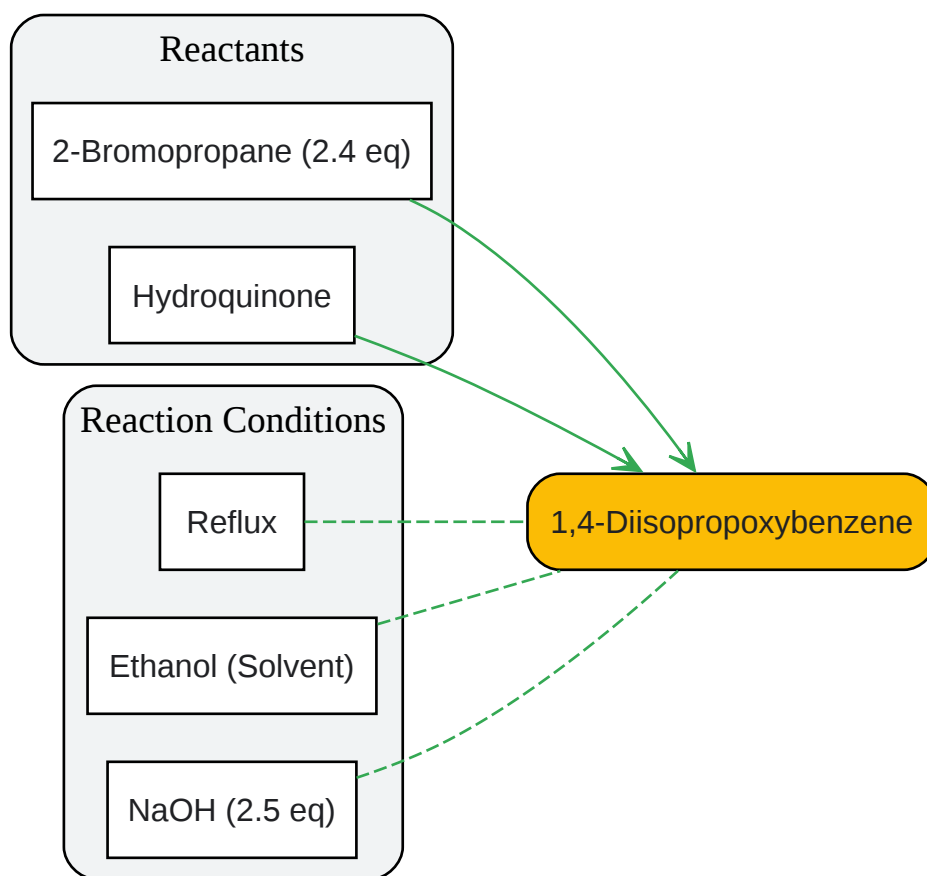 Reactants
2-Bromopropane (2.4 eq)
Hydroquinone
Reaction Conditions
Reflux
1,4-Diisopropoxybenzene
Ethanol (Solvent)
NaOH (2.5 eq)